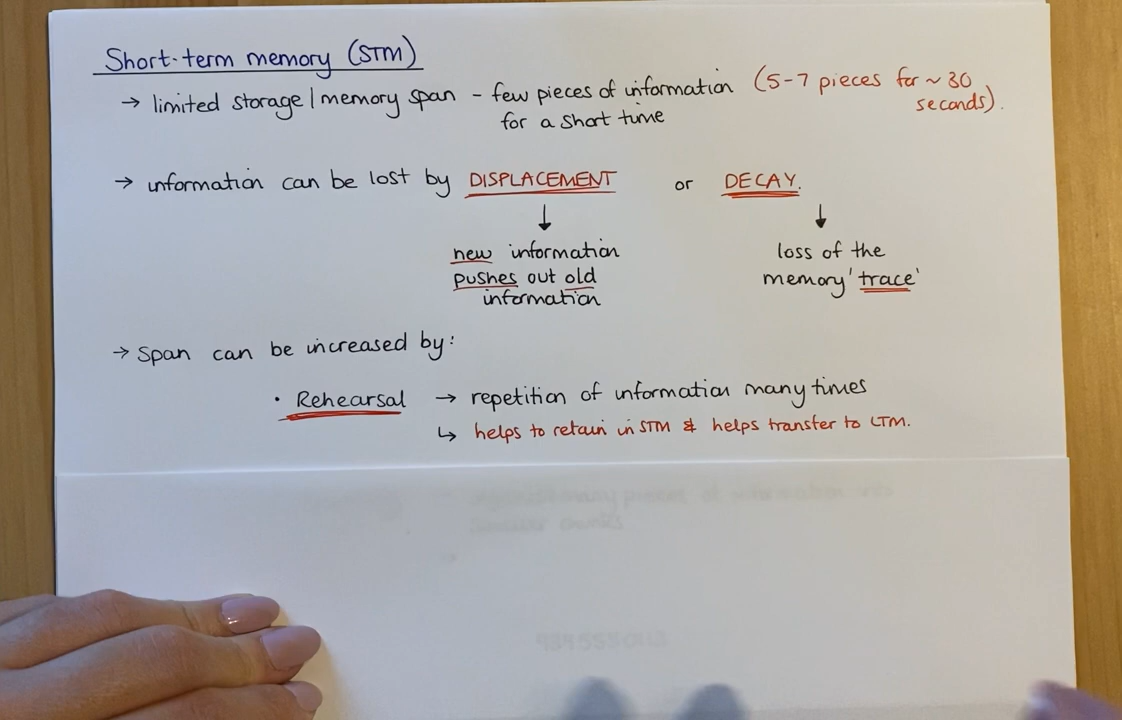 Short-term memory (STM)
→ limited storage/memory span - few pieces of information (5-7 pieces for ~ 30
for a short time seconds).
→ information can be lost by DISPLACEMENT or DECAY.
↓ ↓
new information loss of the
pushes out old memory 'trace'
information
→ Span can be increased by:
• Rehearsal → repetition of information many times
↳ helps to retain in STM & helps transfer to LTM.